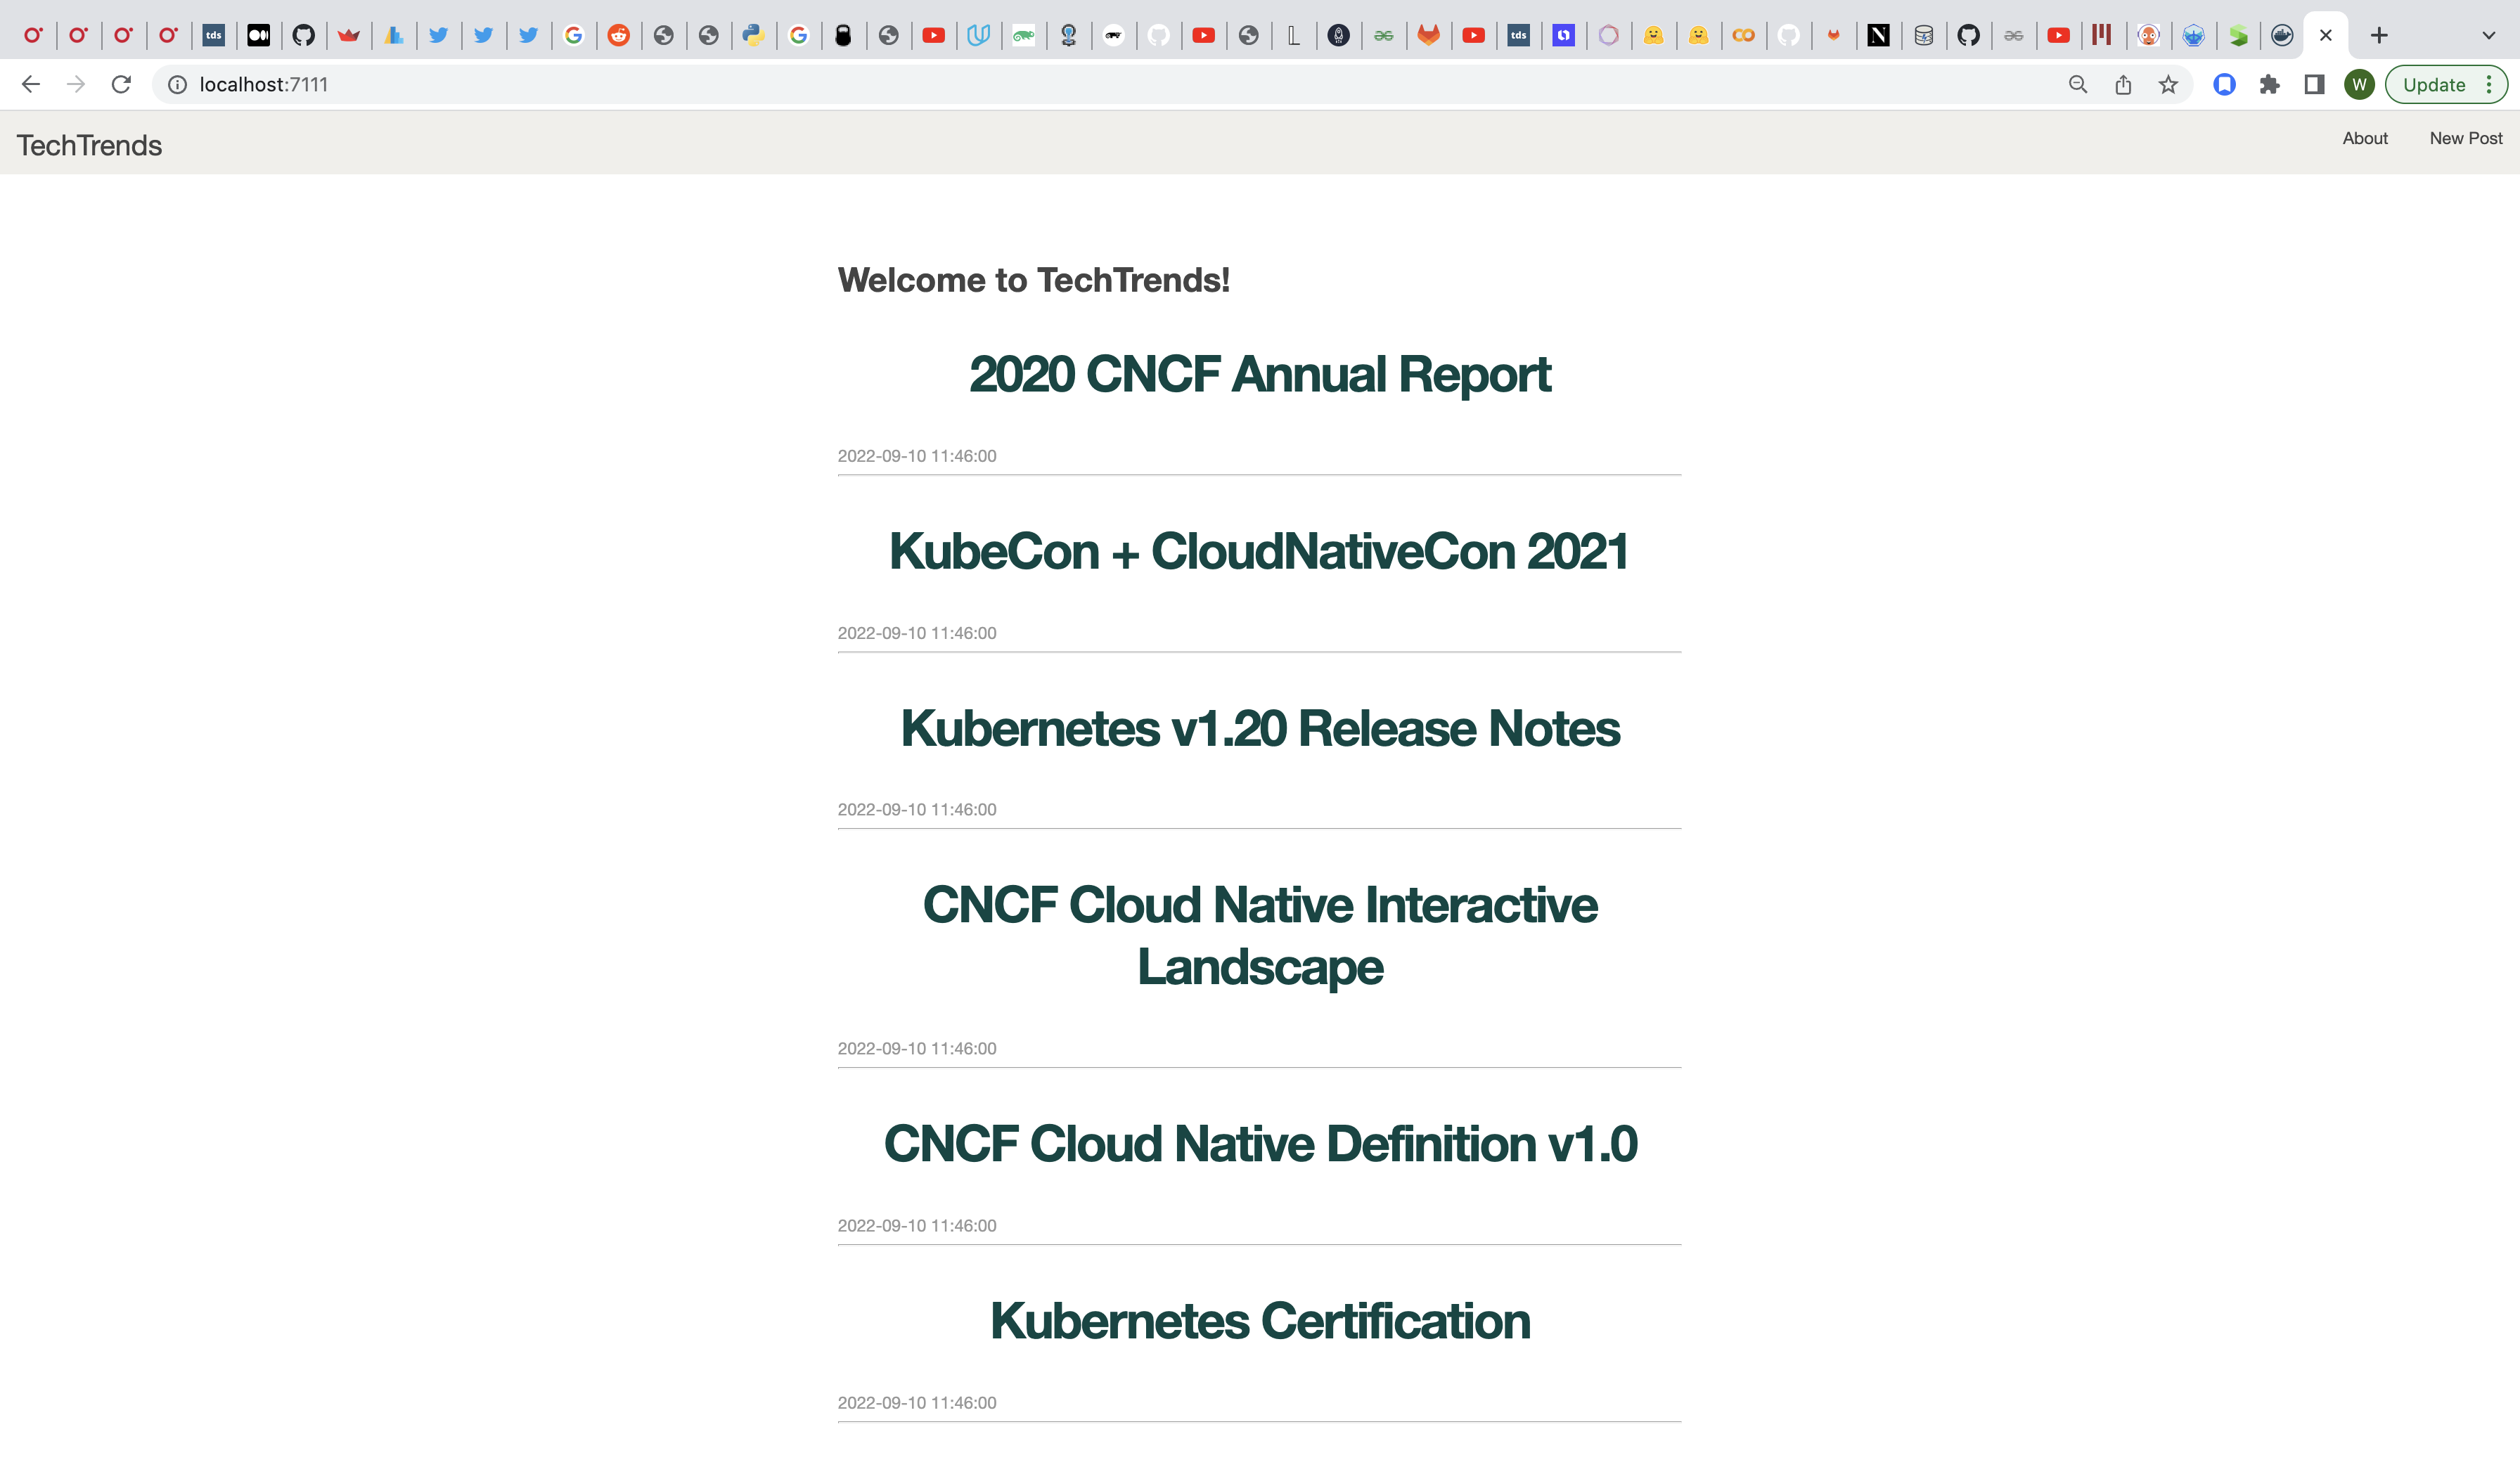 tds
tds
N
localhost:7111
W
Update
TechTrends
About
New Post
Welcome to TechTrends!
2020 CNCF Annual Report
2022-09-10 11:46:00
KubeCon + CloudNativeCon 2021
2022-09-10 11:46:00
Kubernetes v1.20 Release Notes
2022-09-10 11:46:00
CNCF Cloud Native Interactive
Landscape
2022-09-10 11:46:00
CNCF Cloud Native Definition v1.0
2022-09-10 11:46:00
Kubernetes Certification
2022-09-10 11:46:00